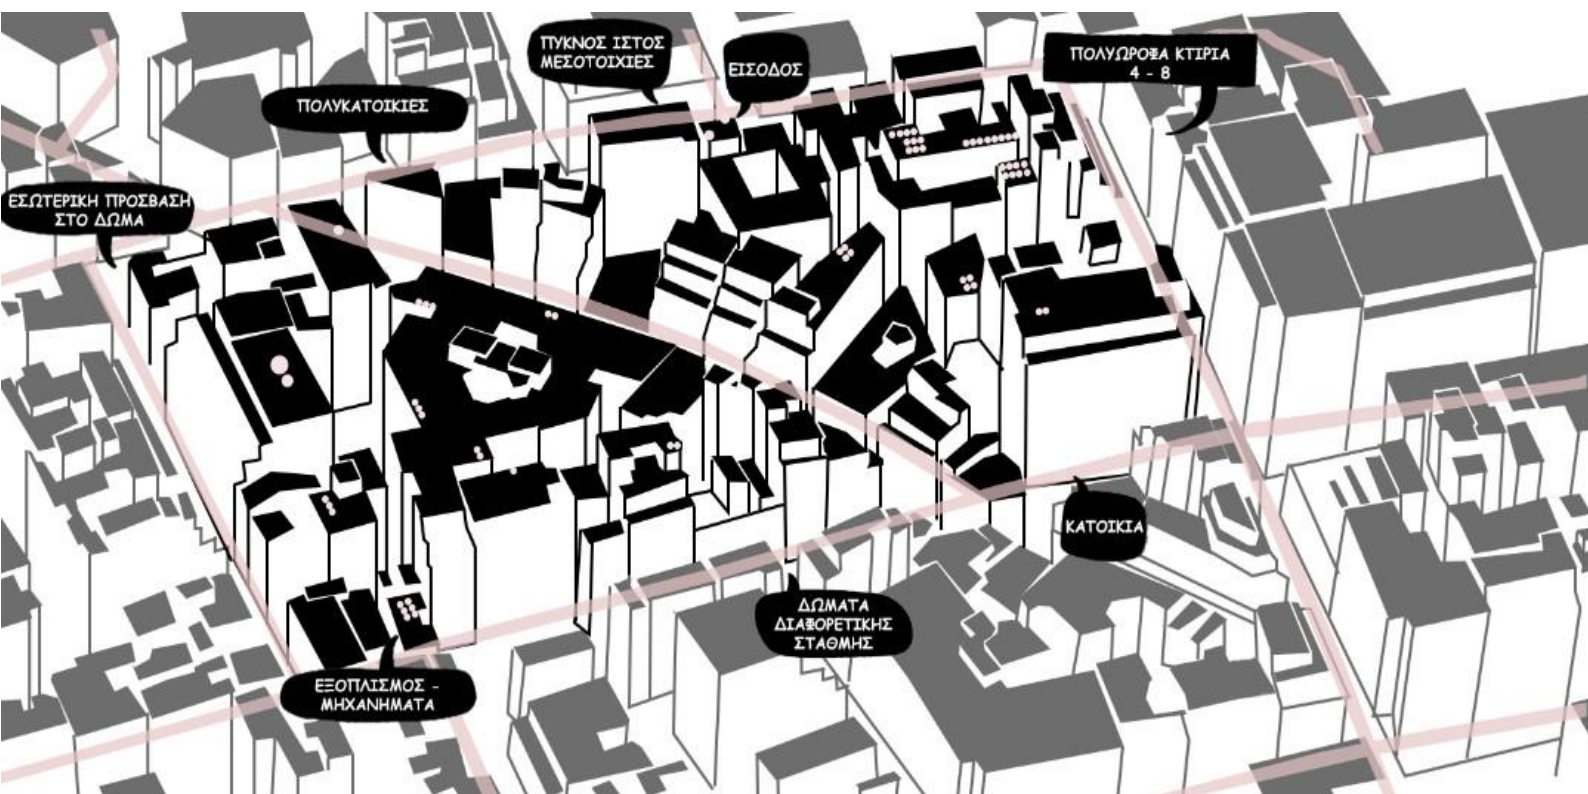 ΠΥΚΝΟΣ ΙΣΤΟΣ
ΜΕΣΟΤΟΙΧΙΕΣ
ΕΙΣΟΔΟΣ
ΠΟΛΥΩΡΟΦΑ ΚΤΙΡΙΑ
4 - 8
ΠΟΛΥΚΑΤΟΙΚΙΕΣ
ΕΣΩΤΕΡΙΚΗ ΠΡΟΣΒΑΣΗ
ΣΤΟ ΔΩΜΑ
ΚΑΤΟΙΚΙΑ
ΔΩΜΑΤΑ
ΔΙΑΦΟΡΕΤΙΚΗΣ
ΣΤΑΘΜΗΣ
ΕΞΟΠΛΙΣΜΟΣ -
ΜΗΧΑΝΗΜΑΤΑ